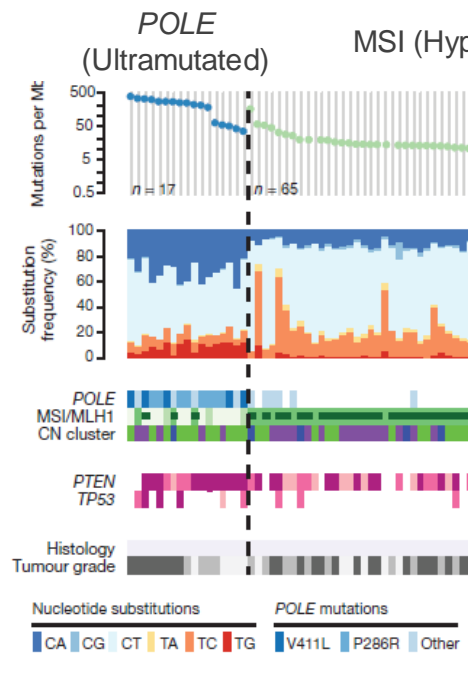 POLE
(Ultramutated)
MSI (Hyp
Mutations per Mb
500
50
5
0.5
n = 17
n = 65
Substitution
frequency (%)
100
80
60
40
20
0
POLE
MSI/MLH1
CN cluster
PTEN
TP53
Histology
Tumour grade
Nucleotide substitutions
CA CG CT TA TC TG
POLE mutations
V411L P286R Other